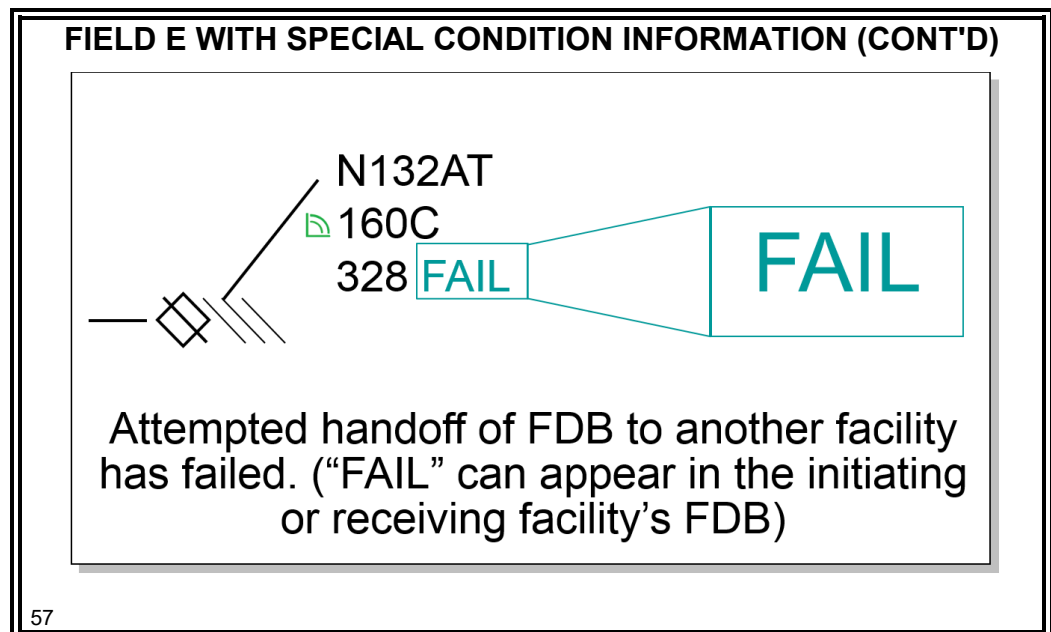 FIELD E WITH SPECIAL CONDITION INFORMATION (CONT'D)
N132AT
160C
328 FAIL
FAIL
Attempted handoff of FDB to another facility
has failed. (“FAIL” can appear in the initiating
or receiving facility’s FDB)
57